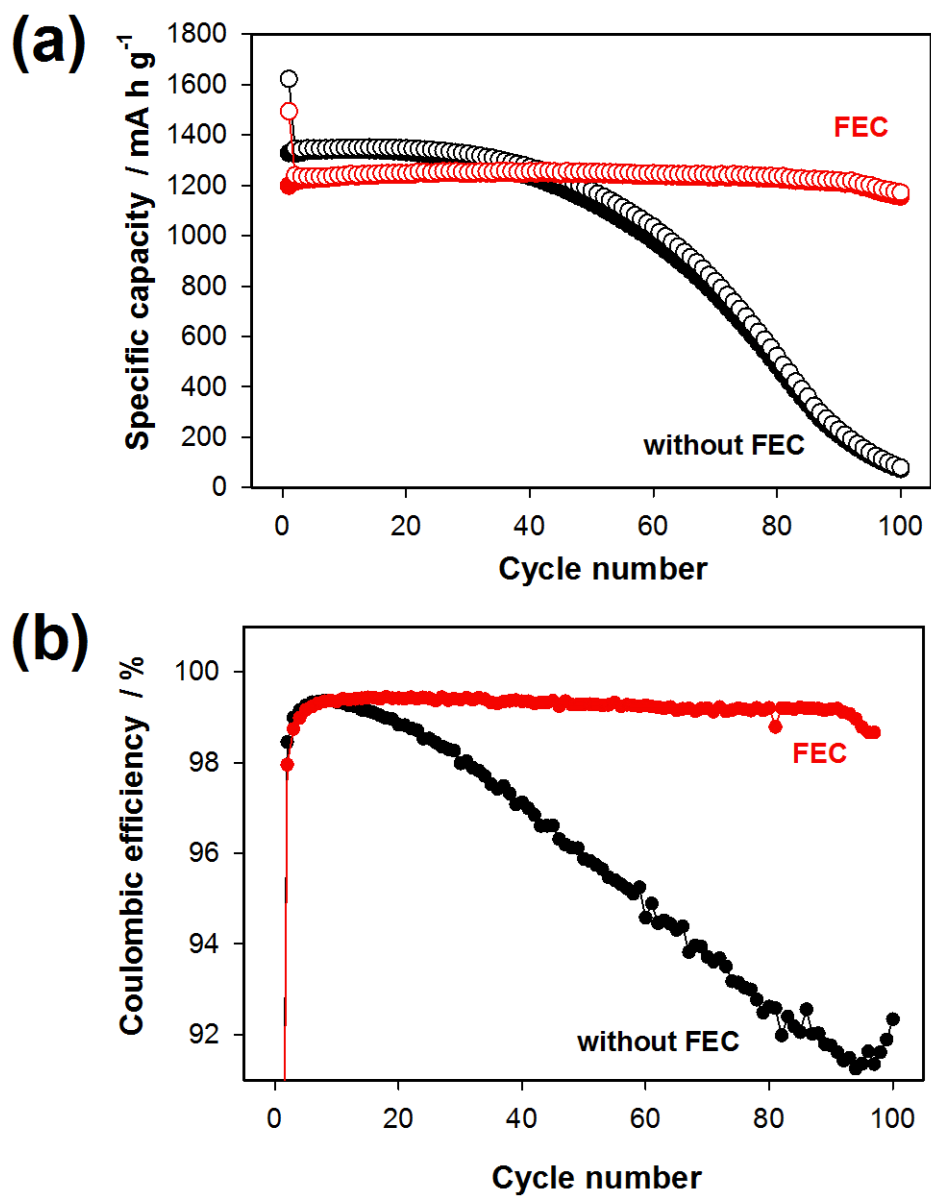 (a)
Specific capacity / mA h g⁻¹
1800
1600
1400
1200
1000
800
600
400
200
0
FEC
without FEC
0 20 40 60 80 100
Cycle number
(b)
Coulombic efficiency / %
100
98
96
94
92
FEC
without FEC
0 20 40 60 80 100
Cycle number